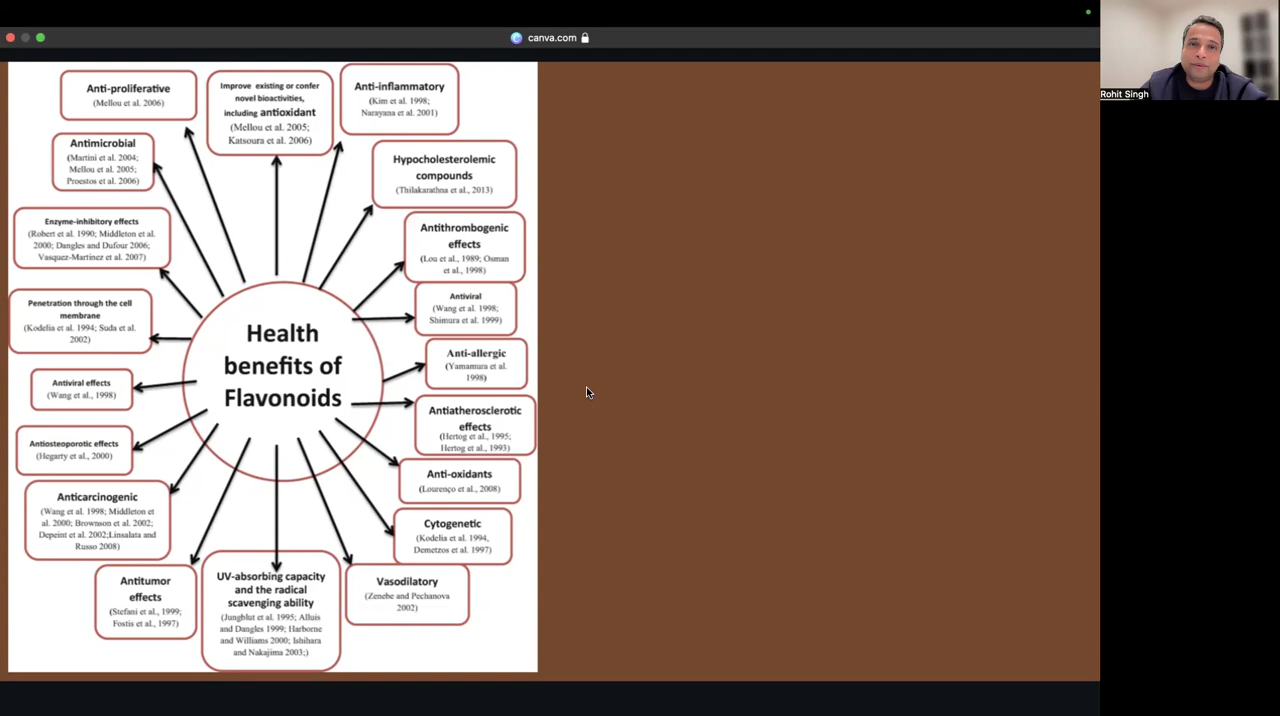 canva.com
Rohit Singh
Anti-proliferative
(Mellou et al. 2006)
Improve existing or confer
novel bioactivities,
including antioxidant
(Mellou et al. 2005;
Katsoura et al. 2006)
Anti-inflammatory
(Kim et al. 1998;
Narayana et al. 2001)
Antimicrobial
(Martini et al. 2004;
Mellou et al. 2005;
Proestos et al. 2006)
Hypocholesterolemic
compounds
(Thilakarathna et al., 2013)
Enzyme-inhibitory effects
(Robert et al. 1990; Middleton et al.
2000; Dangles and Dufour 2006;
Vasquez-Martinez et al. 2007)
Antithrombogenic
effects
(Lou et al., 1989; Osman
et al., 1998)
Penetration through the cell
membrane
(Kodelia et al. 1994; Suda et al.
2002)
Antiviral
(Wang et al. 1998;
Shimura et al. 1999)
Health
benefits of
Flavonoids
Anti-allergic
(Yamamura et al.
1998)
Antiviral effects
(Wang et al., 1998)
Antiatherosclerotic
effects
(Hertog et al., 1995;
Hertog et al., 1993)
Antiosteoporotic effects
(Hegarty et al., 2000)
Anti-oxidants
(Lourenço et al., 2008)
Anticarcinogenic
(Wang et al. 1998; Middleton et
al. 2000; Brownson et al. 2002;
Depeint et al. 2002;Linsalata and
Russo 2008)
Cytogenetic
(Kodelia et al. 1994,
Demetzos et al. 1997)
Antitumor
effects
(Stefani et al., 1999;
Fostis et al., 1997)
UV-absorbing capacity
and the radical
scavenging ability
(Jungblut et al. 1995; Alluis
and Dangles 1999; Harborne
and Williams 2000; Ishihara
and Nakajima 2003;)
Vasodilatory
(Zenebe and Pechanova
2002)